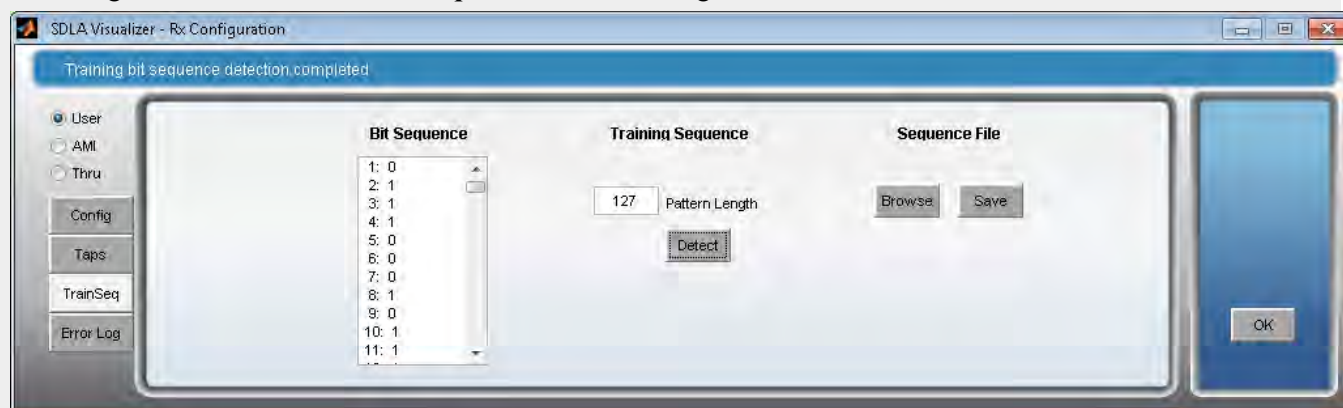 SDLA Visualizer - Rx Configuration
Training bit sequence detection completed
User
AMI
Thru
Config
Taps
TrainSeq
Error Log
Bit Sequence
1: 0
2: 1
3: 1
4: 1
5: 0
6: 0
7: 0
8: 1
9: 0
10: 1
11: 1
Training Sequence
127 Pattern Length
Detect
Sequence File
Browse Save
OK